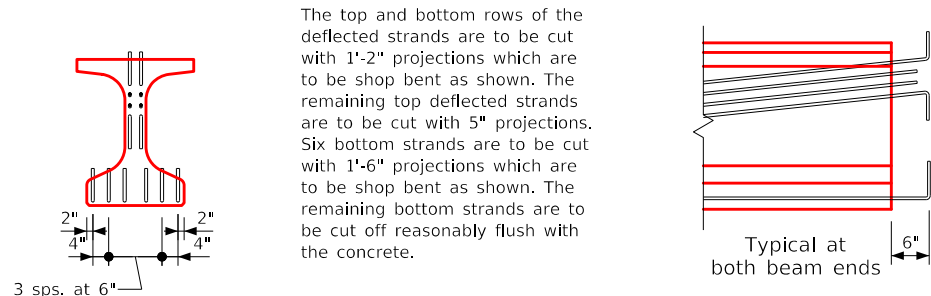 The top and bottom rows of the
deflected strands are to be cut
with 1'-2" projections which are
to be shop bent as shown. The
remaining top deflected strands
are to be cut with 5" projections.
Six bottom strands are to be cut
with 1'-6" projections which are
to be shop bent as shown. The
remaining bottom strands are to
be cut off reasonably flush with
the concrete.
2" 2"
4" 4"
3 sps. at 6"
Typical at
both beam ends
6"